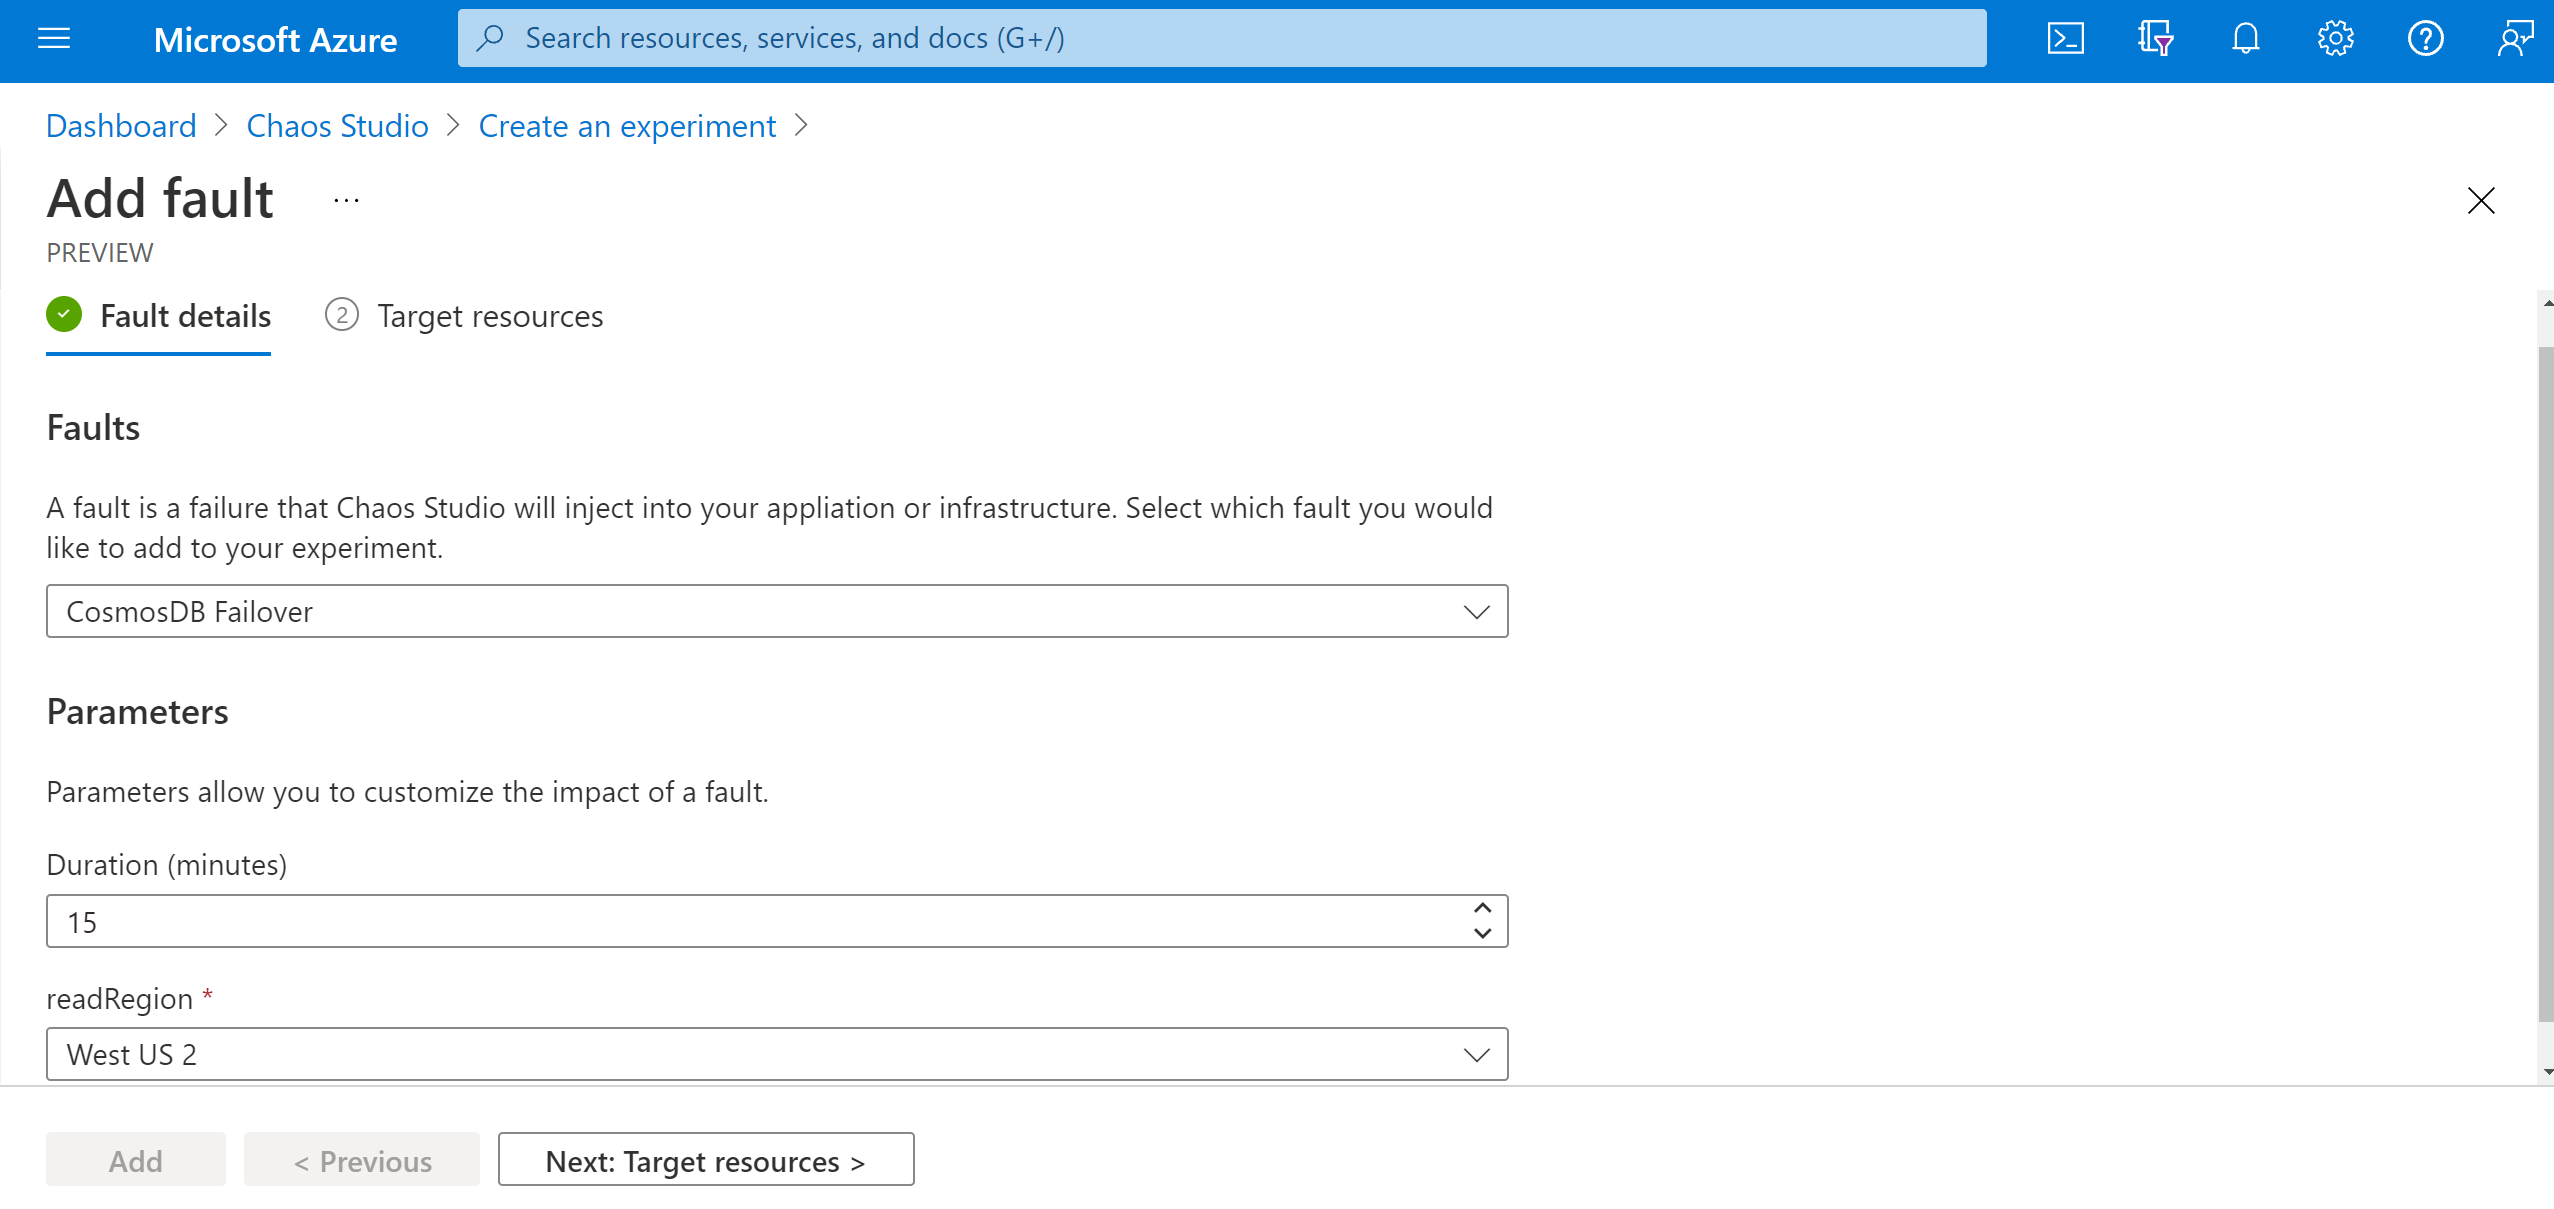 Microsoft Azure
Search resources, services, and docs (G+/)
Dashboard > Chaos Studio > Create an experiment >
Add fault ...
PREVIEW
Fault details
2 Target resources
Faults
A fault is a failure that Chaos Studio will inject into your appliation or infrastructure. Select which fault you would
like to add to your experiment.
CosmosDB Failover
Parameters
Parameters allow you to customize the impact of a fault.
Duration (minutes)
15
readRegion *
West US 2
Add
< Previous
Next: Target resources >